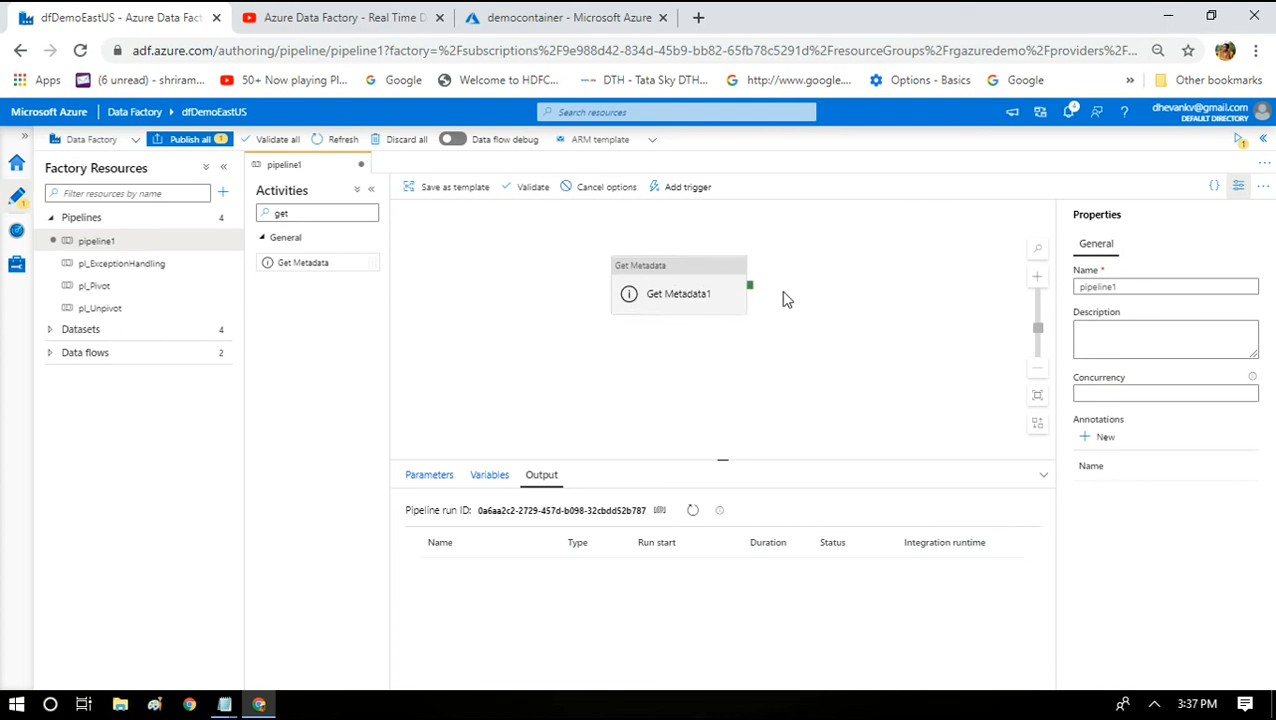 dfDemoEastUS - Azure Data Fact
Azure Data Factory - Real Time D
democontainer - Microsoft Azure
adf.azure.com/authoring/pipeline/pipeline1?factory=%2Fsubscriptions%2F9e988d42-834d-45b9-bb82-65fb78c5291d%2FresourceGroups%2Frgazuredemo%2Fproviders%2F...
Apps
(6 unread) - shriram...
50+ Now playing Pl...
Google
Welcome to HDFC...
DTH - Tata Sky DTH...
http://www.google....
Options - Basics
Google
»
Other bookmarks
Microsoft Azure
Data Factory
dfDemoEastUS
Search resources
4
dhevankv@gmail.com
DEFAULT DIRECTORY
Data Factory
Publish all 1
Validate all
Refresh
Discard all
Data flow debug
ARM template
1
Factory Resources
Filter resources by name
Pipelines 4
pipeline1
pl_ExceptionHandling
pl_Pivot
pl_Unpivot
Datasets 4
Data flows 2
pipeline1
Activities
get
General
Get Metadata
Save as template
Validate
Cancel options
Add trigger
{}
Get Metadata
Get Metadata1
Parameters
Variables
Output
Pipeline run ID: 0a6aa2c2-2729-457d-b098-32cbdd52b787
Name
Type
Run start
Duration
Status
Integration runtime
Properties
General
Name *
pipeline1
Description
Concurrency
Annotations
New
Name
3:37 PM